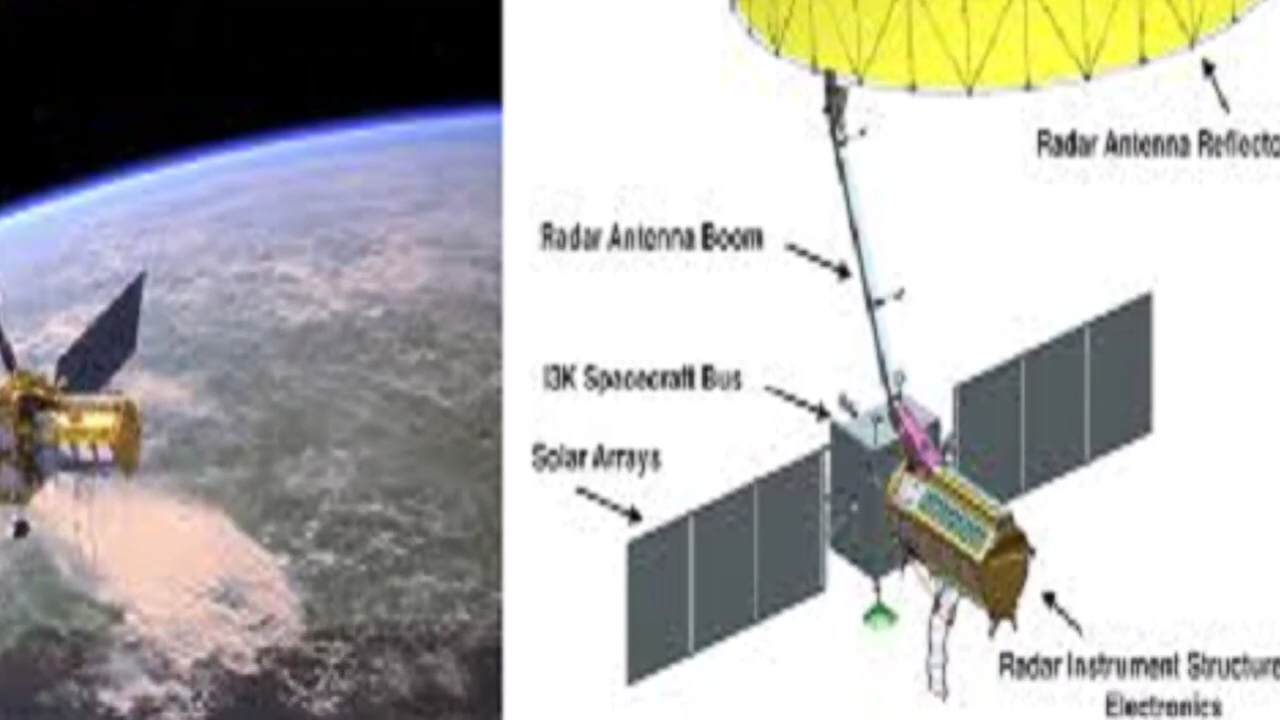 Radar Antenna Reflecto
Radar Antenna Boom
I3K Spacecraft Bus
Solar Arrays
Radar Instrument Structure
Electronics